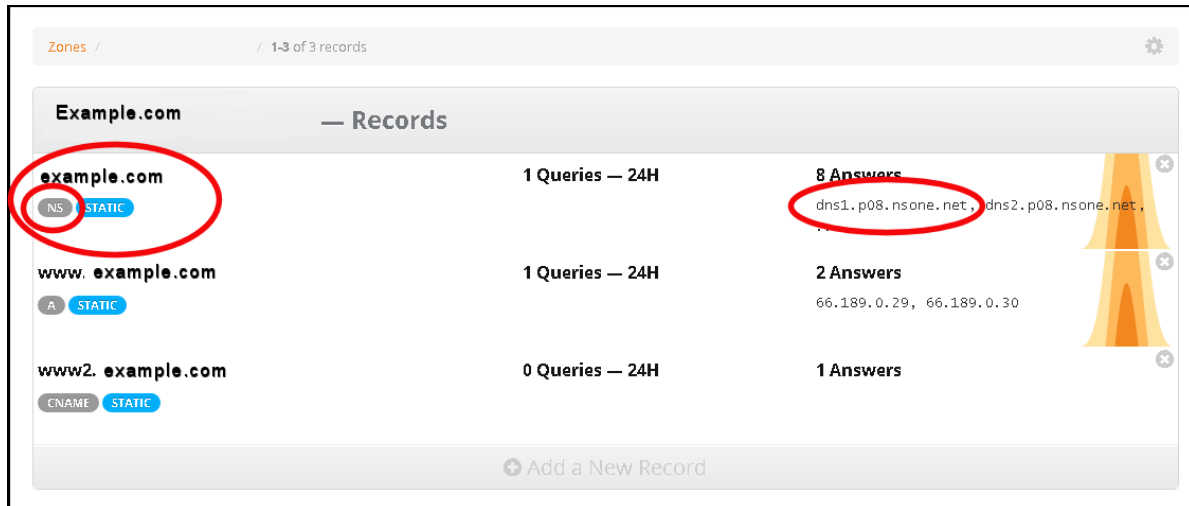 Zones / / 1-3 of 3 records
Example.com — Records
example.com 1 Queries — 24H 8 Answers
NS STATIC dns1.p08.nsone.net, dns2.p08.nsone.net,
www. example.com 1 Queries — 24H 2 Answers
A STATIC 66.189.0.29, 66.189.0.30
www2. example.com 0 Queries — 24H 1 Answers
CNAME STATIC
Add a New Record